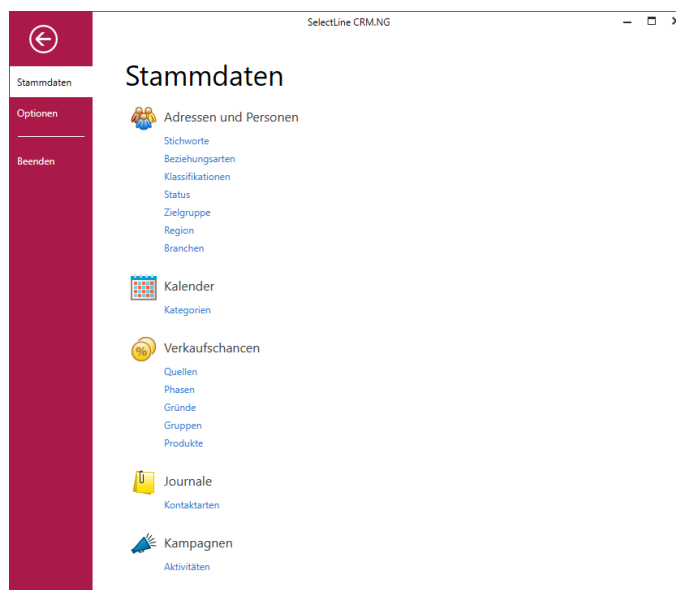 SelectLine CRM.NG
Stammdaten
Optionen
Beenden
Stammdaten
Adressen und Personen
Stichworte
Beziehungsarten
Klassifikationen
Status
Zielgruppe
Region
Branchen
Kalender
Kategorien
%
Verkaufschancen
Quellen
Phasen
Gründe
Gruppen
Produkte
Journale
Kontaktarten
Kampagnen
Aktivitäten